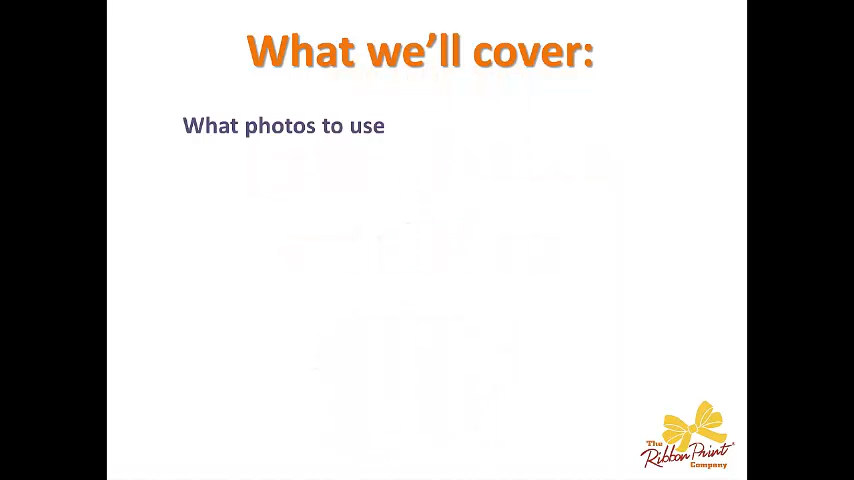 What we'll cover:
What photos to use
The
Ribbon Print
Company